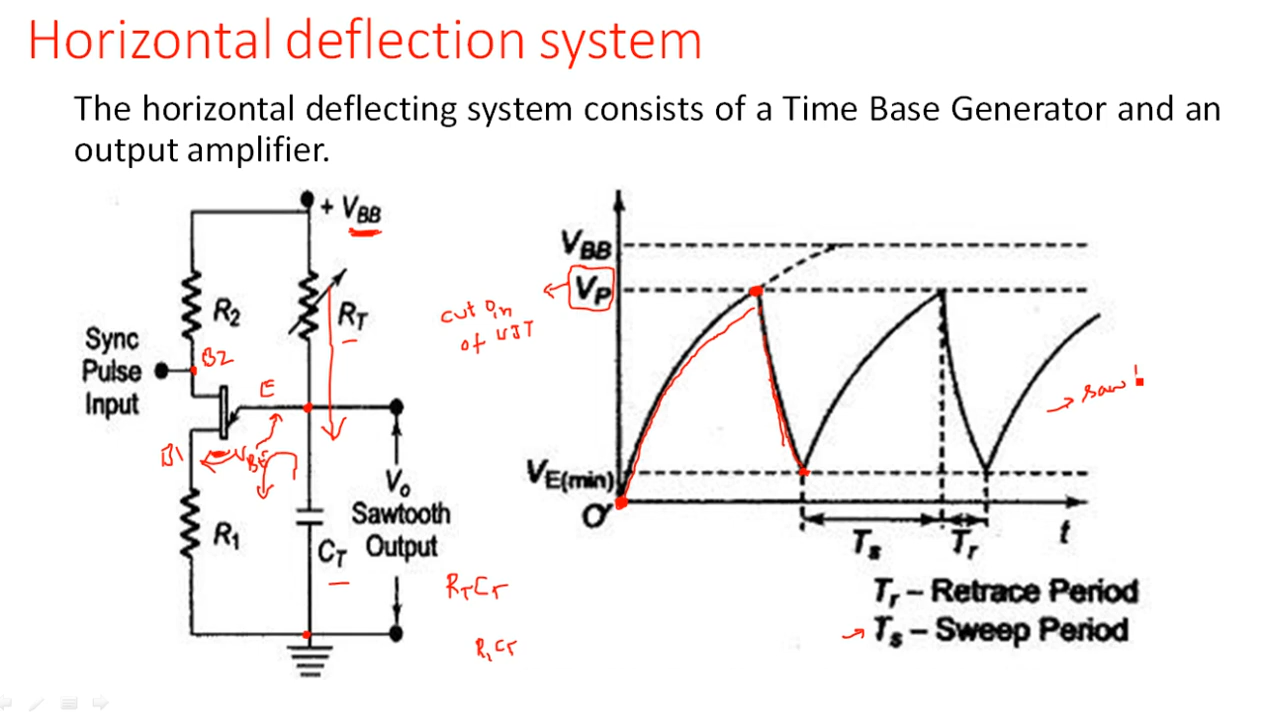 Horizontal deflection system
The horizontal deflecting system consists of a Time Base Generator and an
output amplifier.
+ VBB
R2
RT
Sync
Pulse
Input
B2
E
B1
VBE
R1
CT
Vo
Sawtooth
Output
RTCT
R1CT
cut in
of UJT
VBB
VP
VE(min)
O'
Ts
Tr
t
saw
Tr – Retrace Period
Ts – Sweep Period